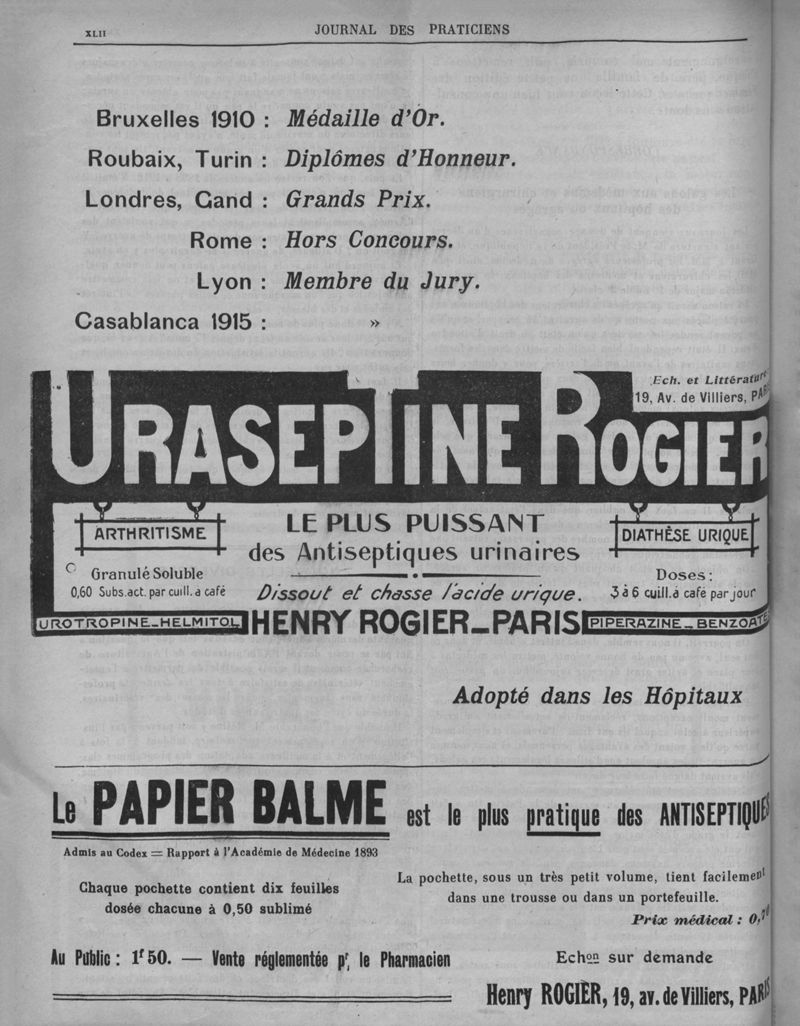 XLII
JOURNAL DES PRATICIENS
Bruxelles 1910 : Médaille d'Or.
Roubaix, Turin : Diplômes d'Honneur.
Londres, Gand : Grands Prix.
Rome : Hors Concours.
Lyon : Membre du Jury.
Casablanca 1915 : »
Ech. et Littérature
19, Av. de Villiers, PARIS
URASEPTINE ROGIER
ARTHRITISME
LE PLUS PUISSANT
des Antiseptiques urinaires
DIATHÈSE URIQUE
Granulé Soluble
0,60 Subs.act. par cuill. à café
Dissout et chasse l'acide urique.
Doses:
3 à 6 cuill. à café par jour
UROTROPINE_HELMITOL
HENRY ROGIER_PARIS
PIPERAZINE_BENZOATE
Adopté dans les Hôpitaux
Le PAPIER BALME est le plus pratique des ANTISEPTIQUES
Admis au Codex = Rapport à l'Académie de Médecine 1893
Chaque pochette contient dix feuilles
dosée chacune à 0,50 sublimé
La pochette, sous un très petit volume, tient facilement
dans une trousse ou dans un portefeuille.
Prix médical : 0,70
Au Public : 1f50. — Vente réglementée pr, le Pharmacien
Echon sur demande
Henry ROGIER, 19, av. de Villiers, PARIS